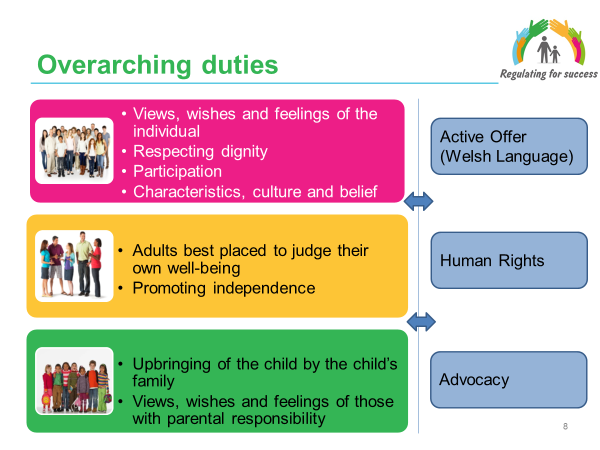 Regulating for success
Overarching duties
• Views, wishes and feelings of the
individual
• Respecting dignity
• Participation
• Characteristics, culture and belief
• Adults best placed to judge their
own well-being
• Promoting independence
• Upbringing of the child by the child's
family
• Views, wishes and feelings of those
with parental responsibility
Active Offer
(Welsh Language)
Human Rights
Advocacy
8